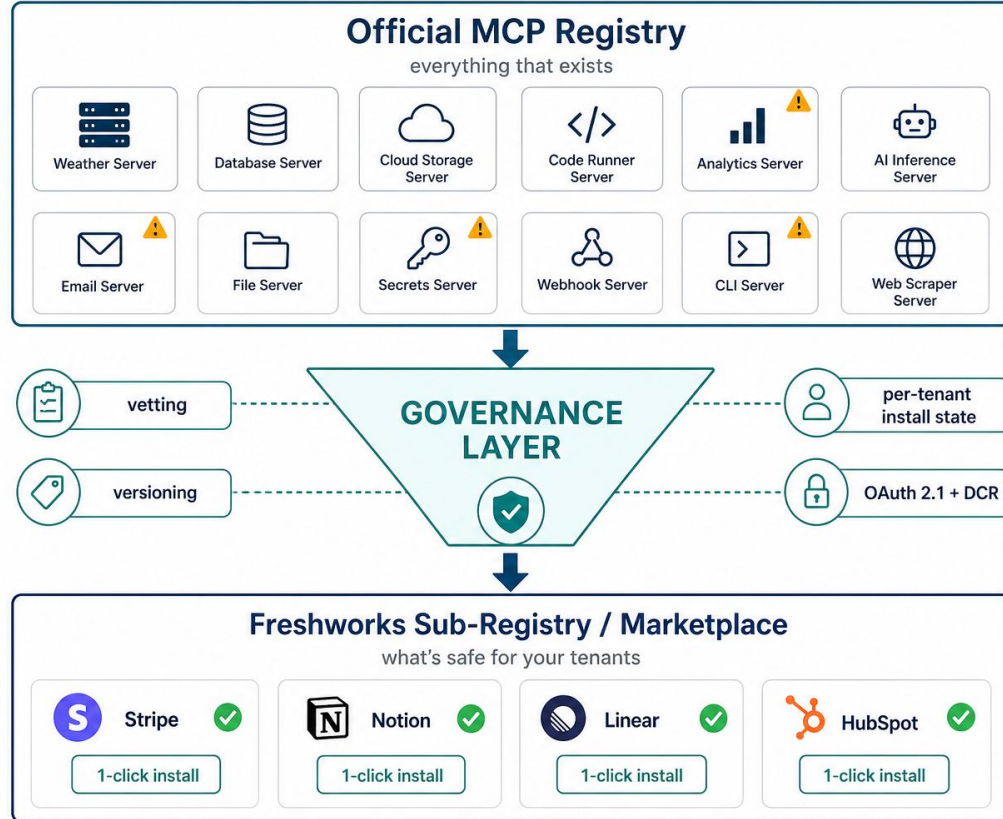 Official MCP Registry
everything that exists
Weather Server
Database Server
Cloud Storage
Server
Code Runner
Server
Analytics Server
AI Inference
Server
Email Server
File Server
Secrets Server
Webhook Server
CLI Server
Web Scraper
Server
vetting
GOVERNANCE
LAYER
per-tenant
install state
versioning
OAuth 2.1 + DCR
Freshworks Sub-Registry / Marketplace
what's safe for your tenants
S Stripe
N Notion
Linear
HubSpot
1-click install
1-click install
1-click install
1-click install